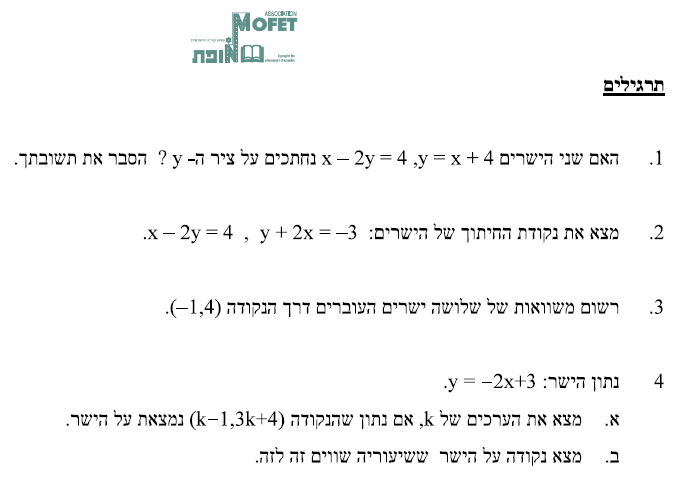 ASSOCIATION
MOFET
מופת
תרגילים
1. האם שני הישרים x – 2y = 4 ,y = x + 4 נחתכים על ציר ה- y ? הסבר את תשובתך.
2. מצא את נקודת החיתוך של הישרים: x – 2y = 4 , y + 2x = –3.
3. רשום משוואות של שלושה ישרים העוברים דרך הנקודה (–1,4).
4 נתון הישר: y = –2x+3.
א. מצא את הערכים של k, אם נתון שהנקודה (k–1,3k+4) נמצאת על הישר.
ב. מצא נקודה על הישר ששיעוריה שווים זה לזה.